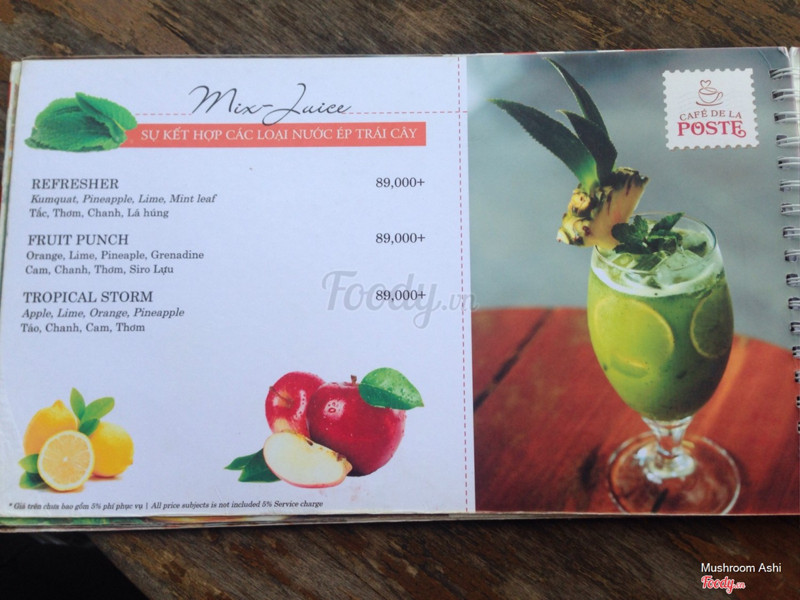 Mix-Juice
SỰ KẾT HỢP CÁC LOẠI NƯỚC ÉP TRÁI CÂY
REFRESHER 89,000+
Kumquat, Pineapple, Lime, Mint leaf
Tắc, Thơm, Chanh, Lá húng
FRUIT PUNCH 89,000+
Orange, Lime, Pineaple, Grenadine
Cam, Chanh, Thơm, Siro Lựu
TROPICAL STORM 89,000+
Apple, Lime, Orange, Pineapple
Táo, Chanh, Cam, Thơm
* Giá trên chưa bao gồm 5% phí phục vụ | All price subjects is not included 5% Service charge
CAFÉ DE LA
POSTE
Foody.vn
Mushroom Ashi
Foody.vn